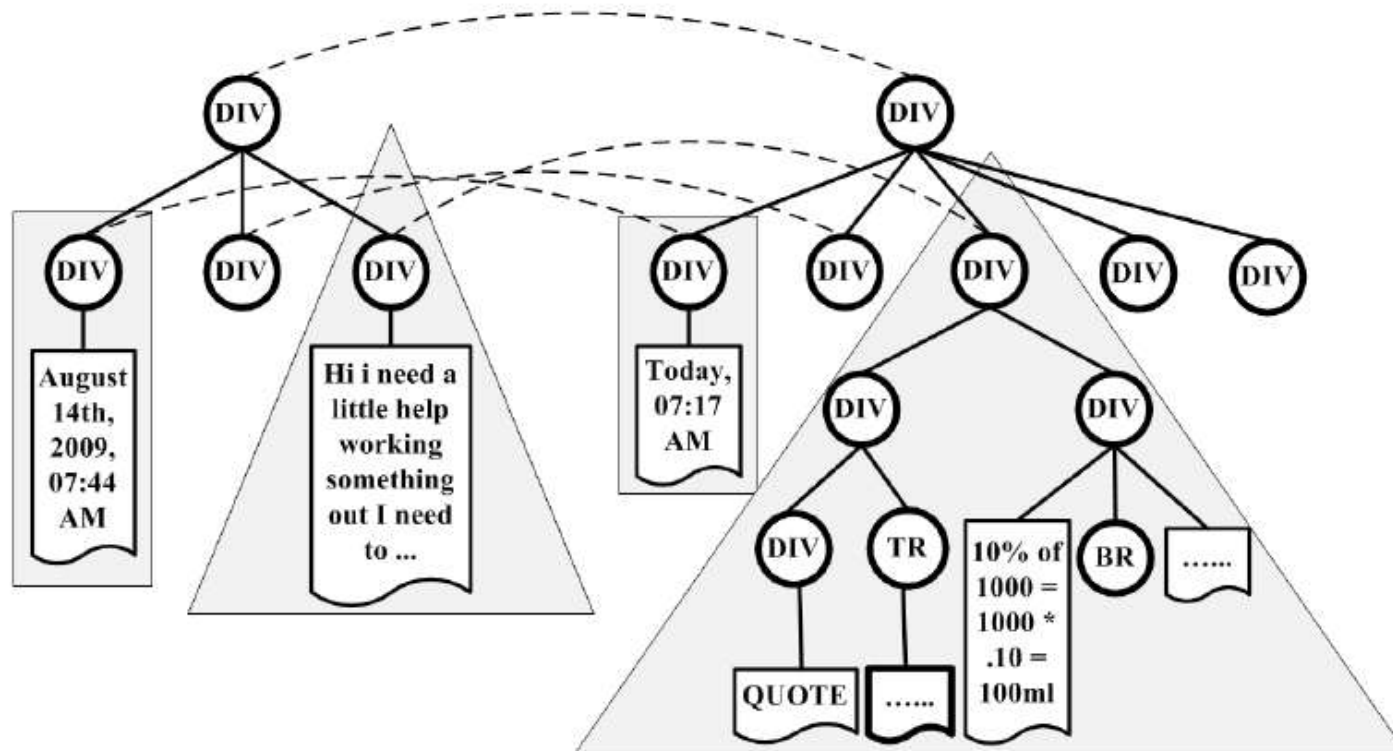 DIV
DIV
DIV
DIV
DIV
DIV
DIV
DIV
DIV
DIV
August
14th,
2009,
07:44
AM
Hi i need a
little help
working
something
out I need
to ...
Today,
07:17
AM
DIV
DIV
DIV
TR
10% of
1000 =
1000 *
.10 =
100ml
BR
…...
QUOTE
…...